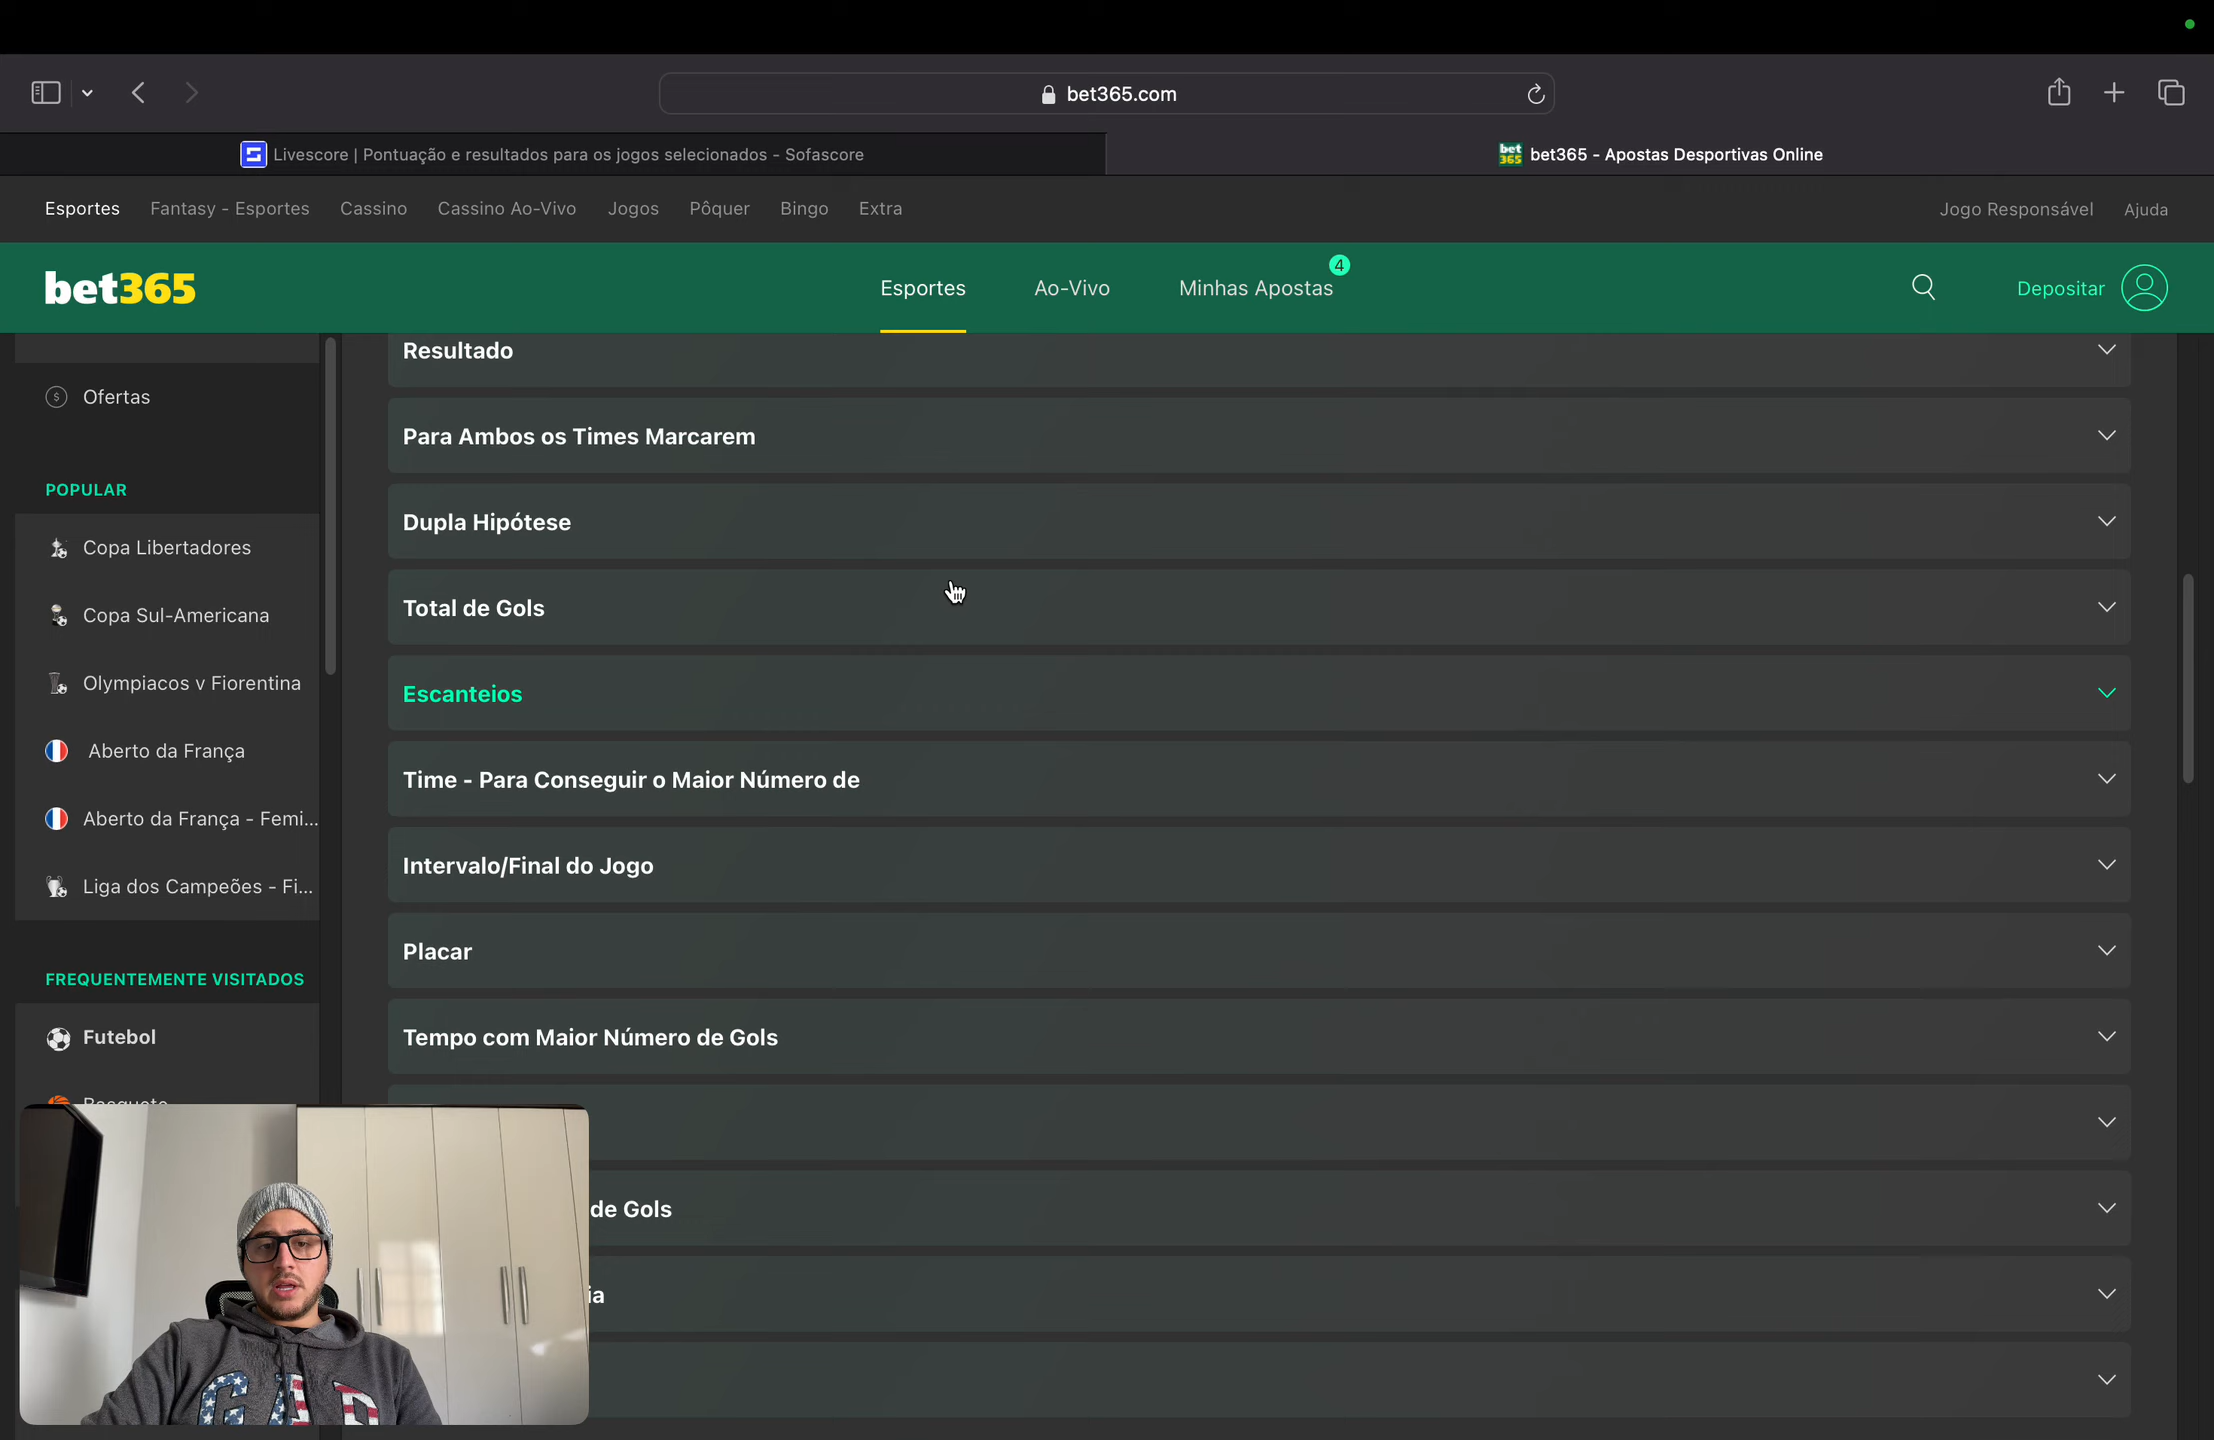 bet365.com
Livescore | Pontuação e resultados para os jogos selecionados - Sofascore
bet365 - Apostas Desportivas Online
Esportes
Fantasy - Esportes
Cassino
Cassino Ao-Vivo
Jogos
Pôquer
Bingo
Extra
Jogo Responsável
Ajuda
bet365
Esportes
Ao-Vivo
Minhas Apostas
4
Depositar
Ofertas
POPULAR
Copa Libertadores
Copa Sul-Americana
Olympiacos v Fiorentina
Aberto da França
Aberto da França - Femi...
Liga dos Campeões - Fi...
FREQUENTEMENTE VISITADOS
Futebol
Resultado
Para Ambos os Times Marcarem
Dupla Hipótese
Total de Gols
Escanteios
Time - Para Conseguir o Maior Número de
Intervalo/Final do Jogo
Placar
Tempo com Maior Número de Gols
de Gols
ia
GAP